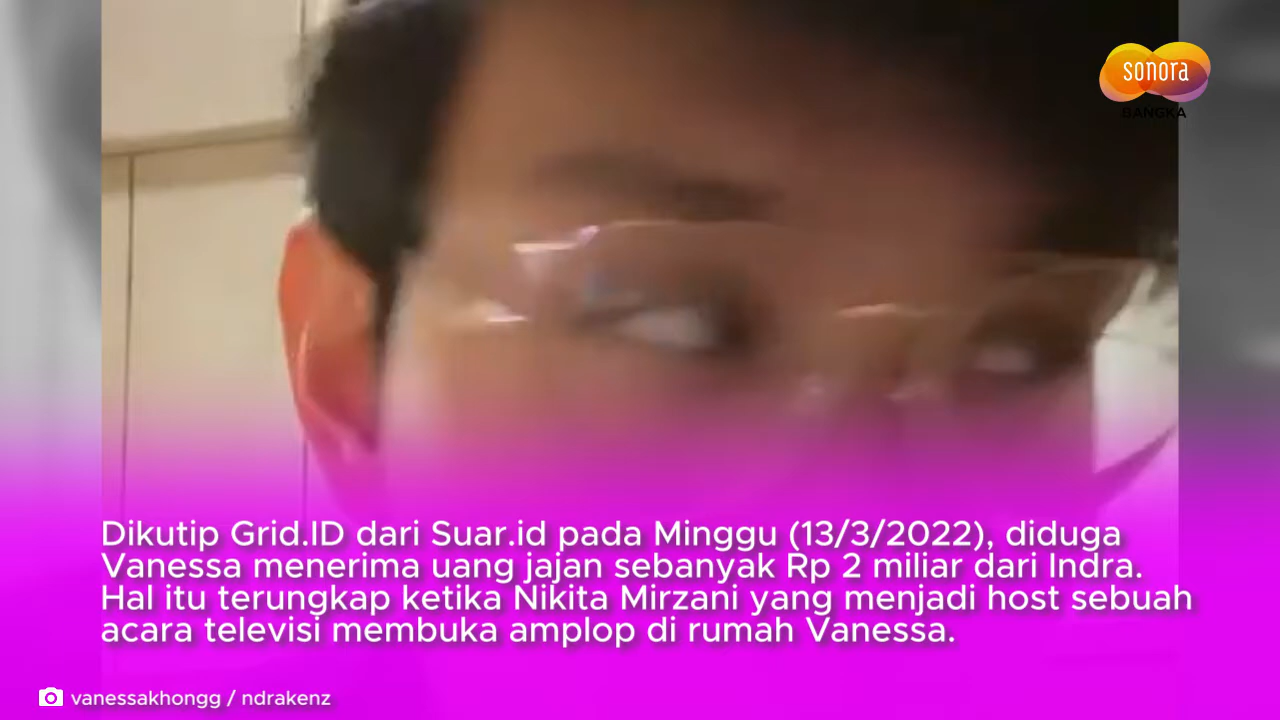 sonora
BANGKA
Dikutip Grid.ID dari Suar.id pada Minggu (13/3/2022), diduga
Vanessa menerima uang jajan sebanyak Rp 2 miliar dari Indra.
Hal itu terungkap ketika Nikita Mirzani yang menjadi host sebuah
acara televisi membuka amplop di rumah Vanessa.
vanessakhongg / ndrakenz